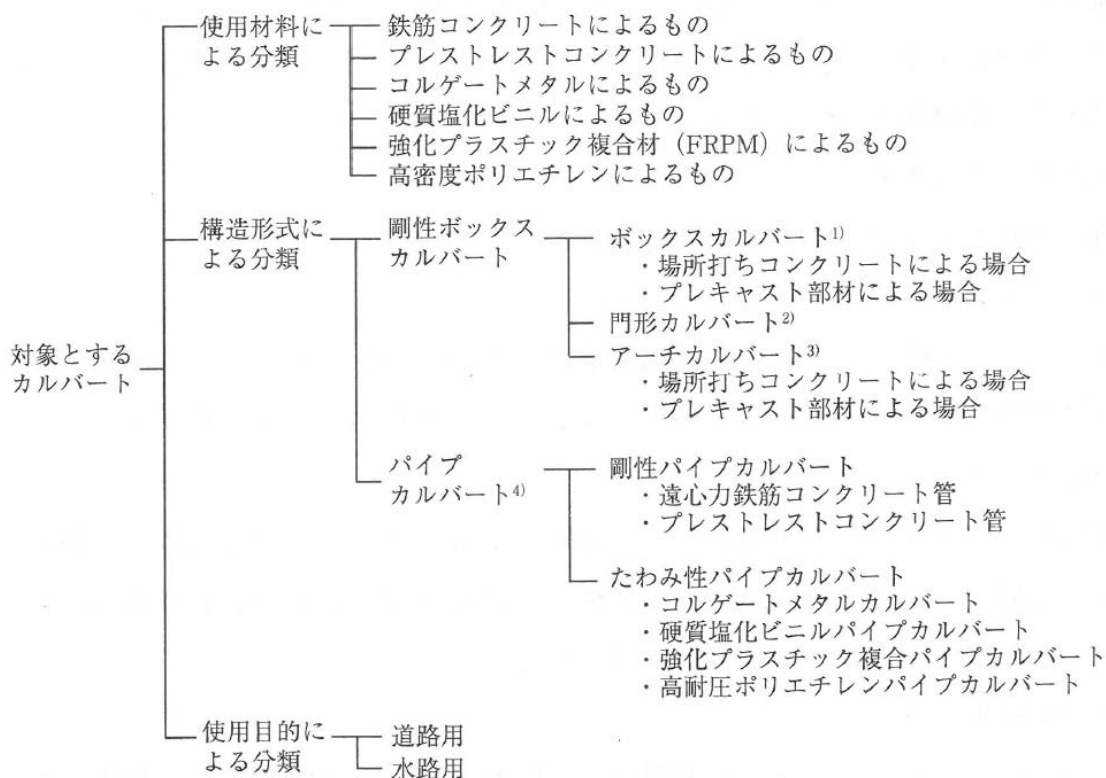 対象とする
カルバート
使用材料に
よる分類
鉄筋コンクリートによるもの
プレストレストコンクリートによるもの
コルゲートメタルによるもの
硬質塩化ビニルによるもの
強化プラスチック複合材（FRPM）によるもの
高密度ポリエチレンによるもの
構造形式に
よる分類
剛性ボックス
カルバート
ボックスカルバート1)
・場所打ちコンクリートによる場合
・プレキャスト部材による場合
門形カルバート2)
アーチカルバート3)
・場所打ちコンクリートによる場合
・プレキャスト部材による場合
パイプ
カルバート4)
剛性パイプカルバート
・遠心力鉄筋コンクリート管
・プレストレストコンクリート管
たわみ性パイプカルバート
・コルゲートメタルカルバート
・硬質塩化ビニルパイプカルバート
・強化プラスチック複合パイプカルバート
・高耐圧ポリエチレンパイプカルバート
使用目的に
よる分類
道路用
水路用